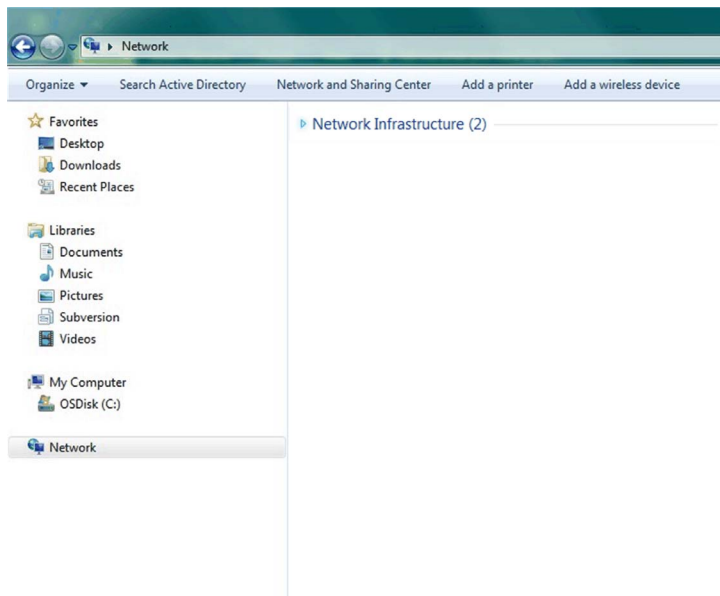 Network
Organize Search Active Directory Network and Sharing Center Add a printer Add a wireless device
Favorites
Desktop
Downloads
Recent Places
Libraries
Documents
Music
Pictures
Subversion
Videos
My Computer
OSDisk (C:)
Network
Network Infrastructure (2)